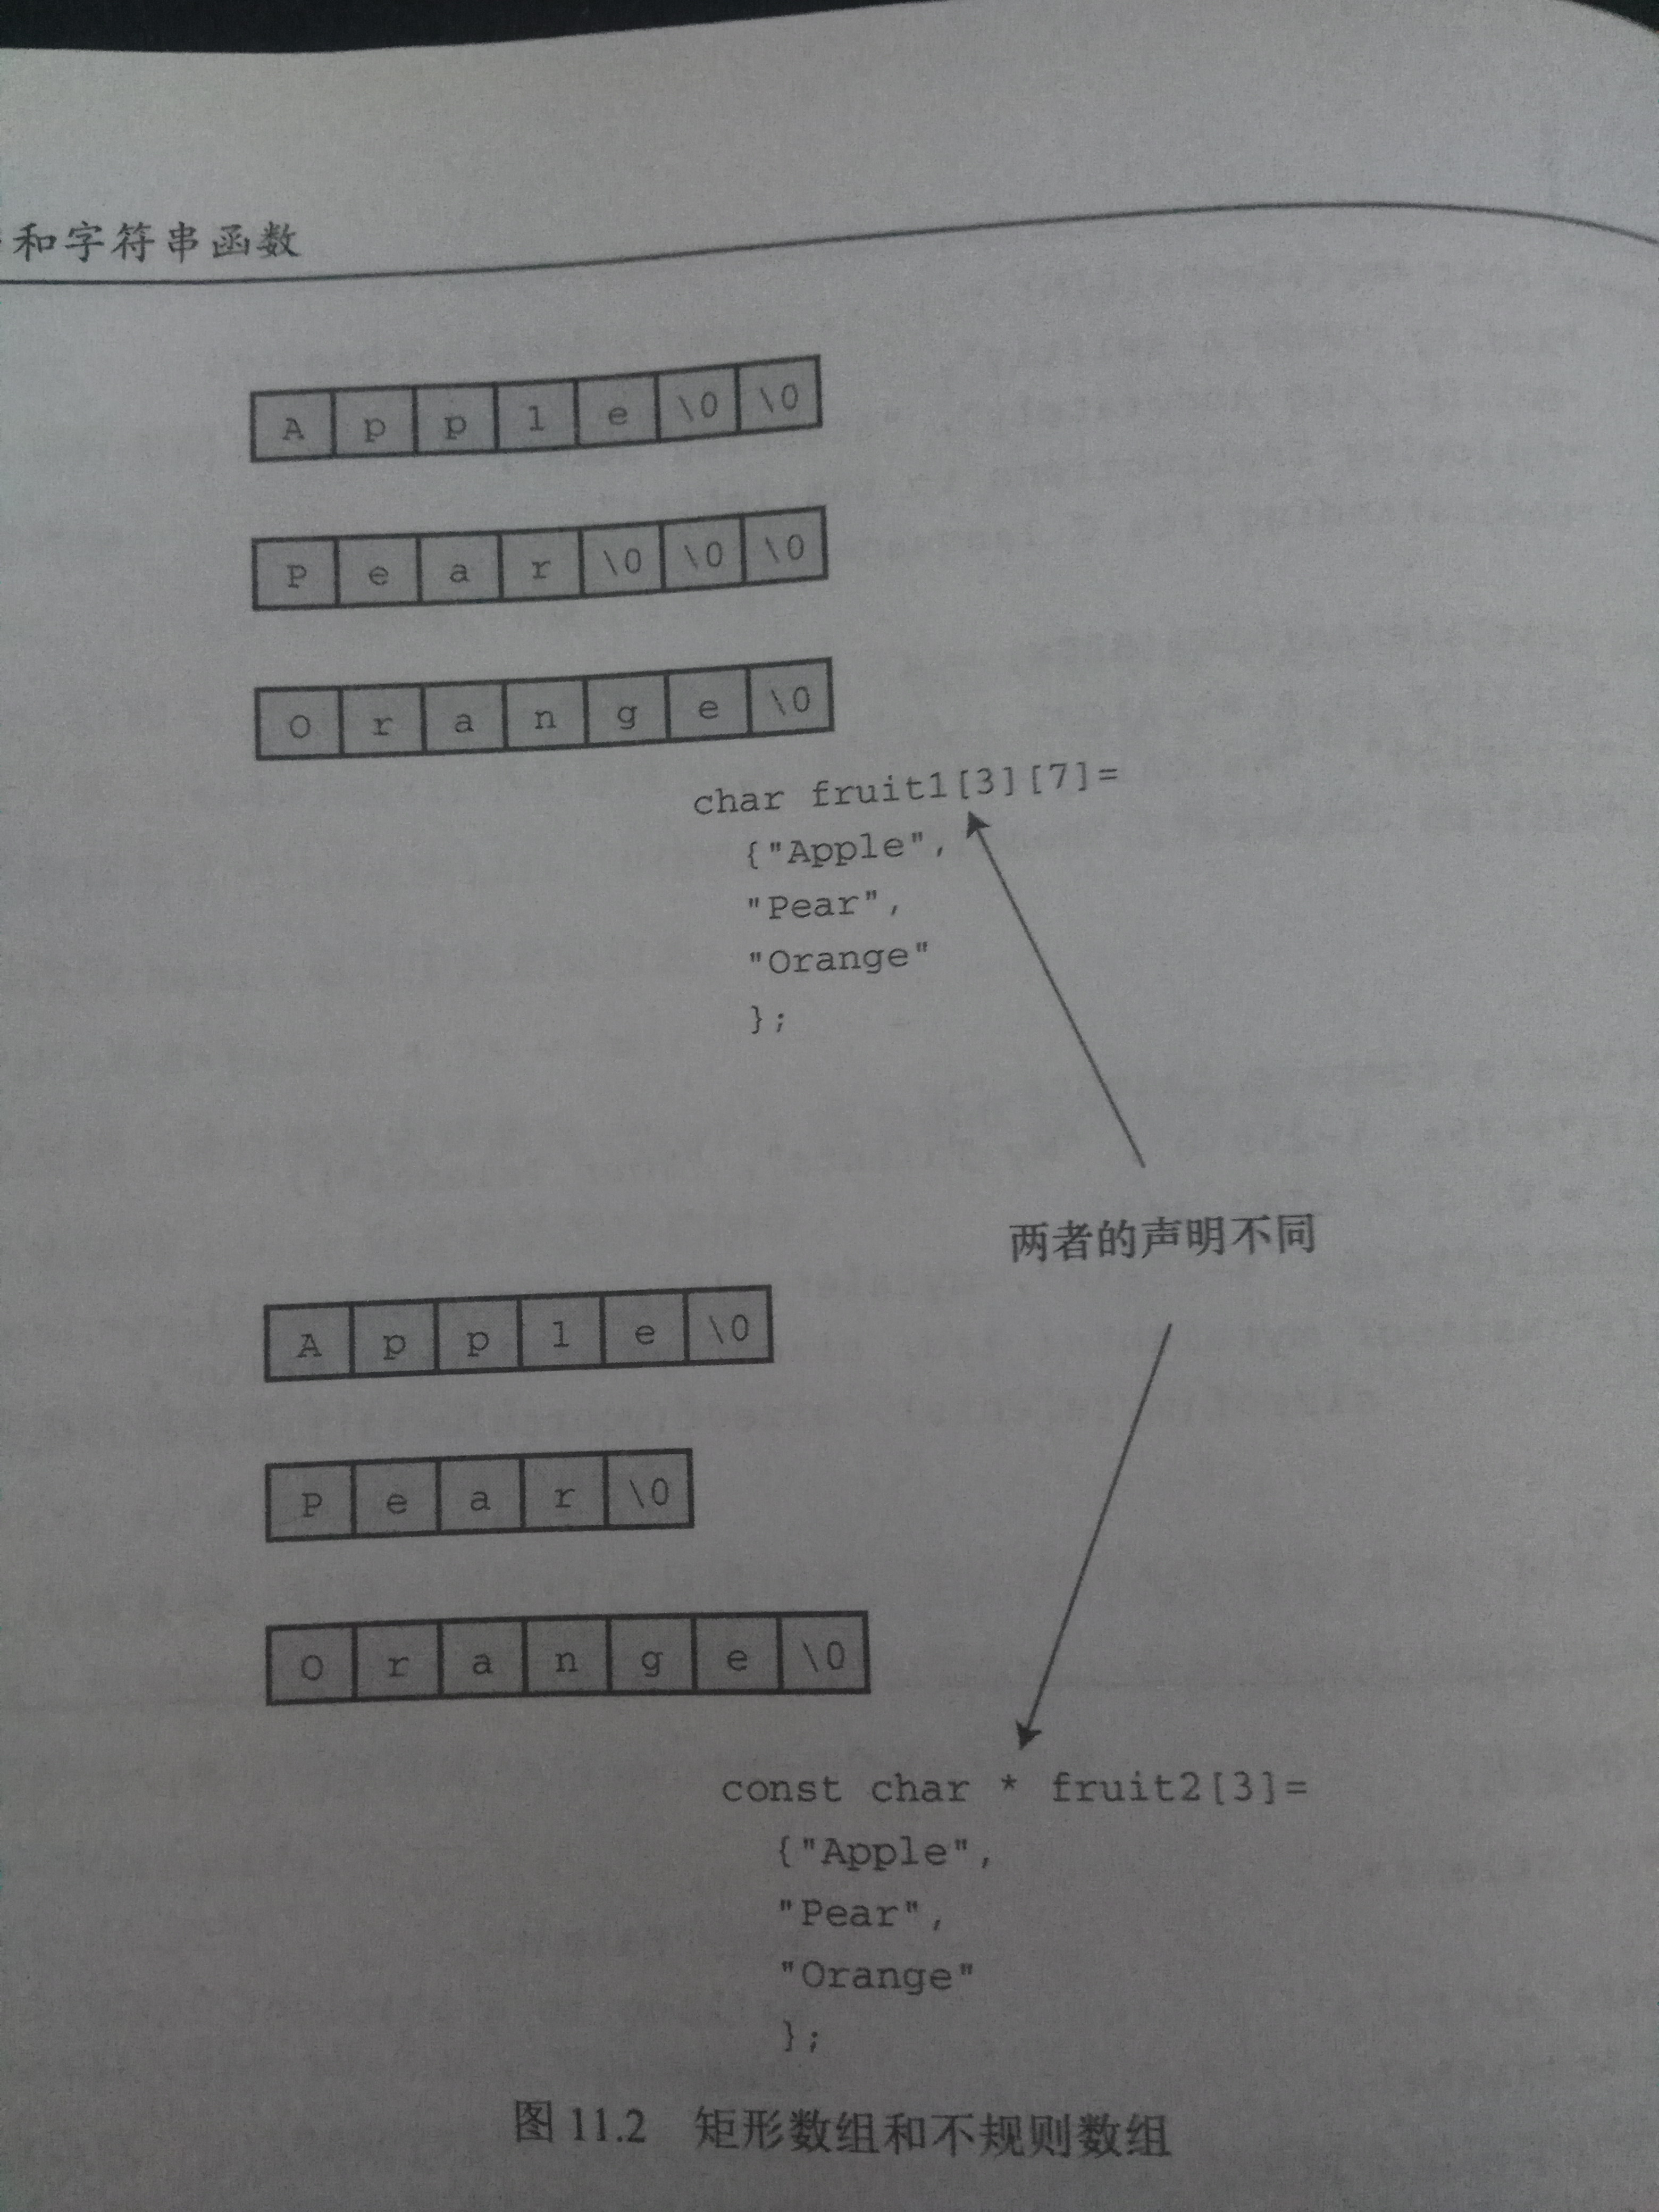 和字符串函数
A p p l e \0 \0
P e a r \0 \0 \0
O r a n g e \0
char fruit1[3][7]=
{"Apple",
"Pear",
"Orange"
};
两者的声明不同
A p p l e \0
P e a r \0
O r a n g e \0
const char * fruit2[3]=
{"Apple",
"Pear",
"Orange"
};
图 11.2 矩形数组和不规则数组